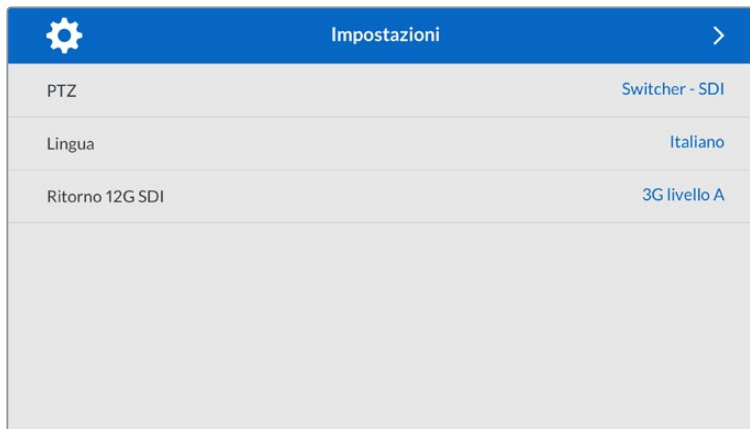 Impostazioni
PTZ Switcher - SDI
Lingua Italiano
Ritorno 12G SDI 3G livello A